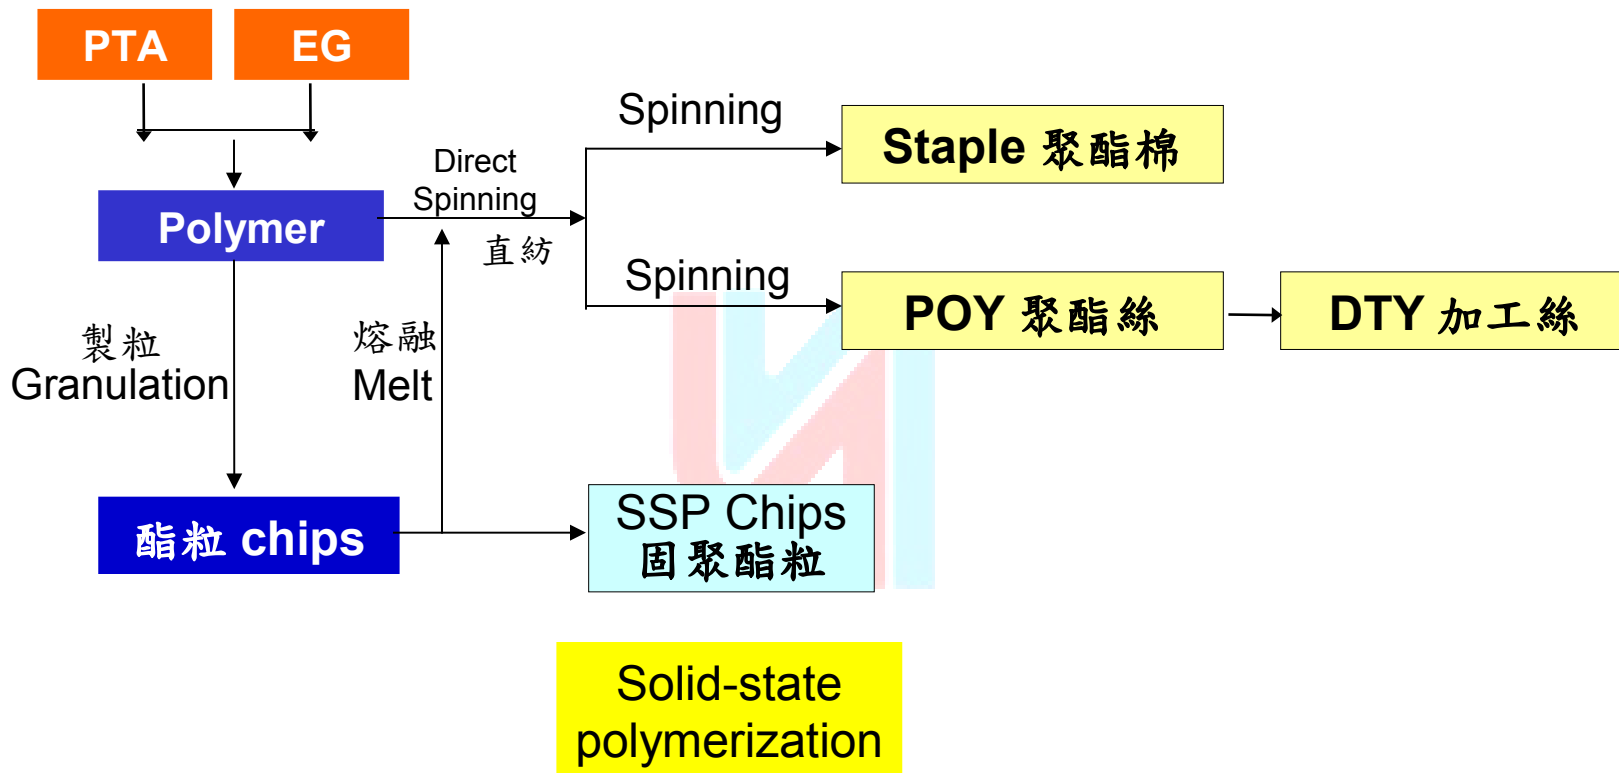 PTA
EG
Spinning
Staple 聚酯棉
Direct
Spinning
Polymer
直紡
Spinning
POY 聚酯絲
DTY 加工絲
製粒
Granulation
熔融
Melt
酯粒 chips
SSP Chips
固聚酯粒
Solid-state
polymerization